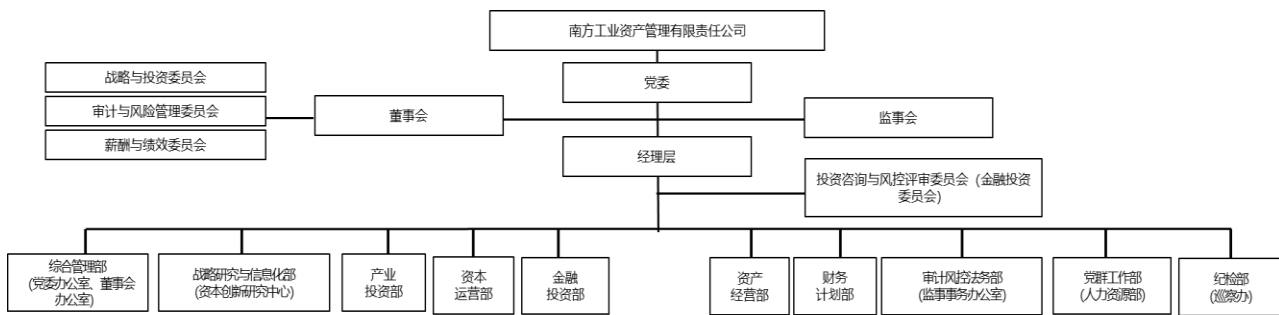 南方工业资产管理有限责任公司
党委
战略与投资委员会
审计与风险管理委员会
薪酬与绩效委员会
董事会
监事会
经理层
投资咨询与风控评审委员会（金融投资
委员会）
综合管理部
(党委办公室、董事会
办公室)
战略研究与信息化部
(资本创新研究中心)
产业
投资部
资本
运营部
金融
投资部
资产
经营部
财务
计划部
审计风控法务部
(监事事务办公室)
党群工作部
(人力资源部)
纪检部
(巡察办)